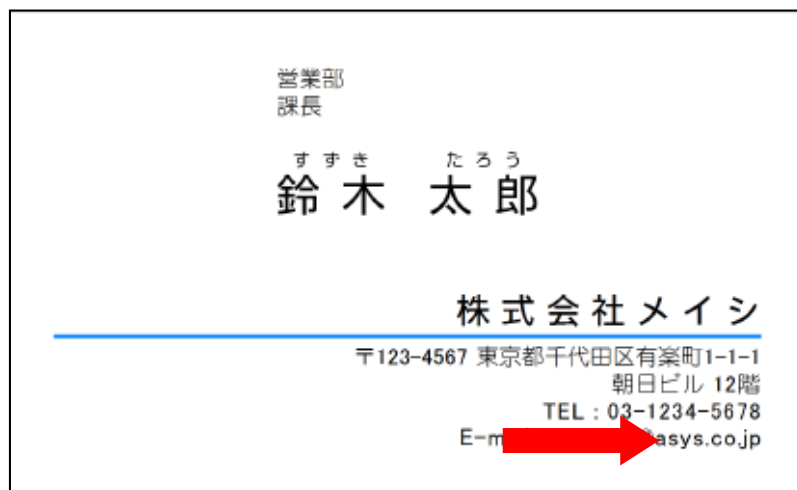 営業部
課長
すずき たろう
鈴木 太郎
株式会社メイシ
〒123-4567 東京都千代田区有楽町1-1-1
朝日ビル 12階
TEL : 03-1234-5678
asys.co.jp